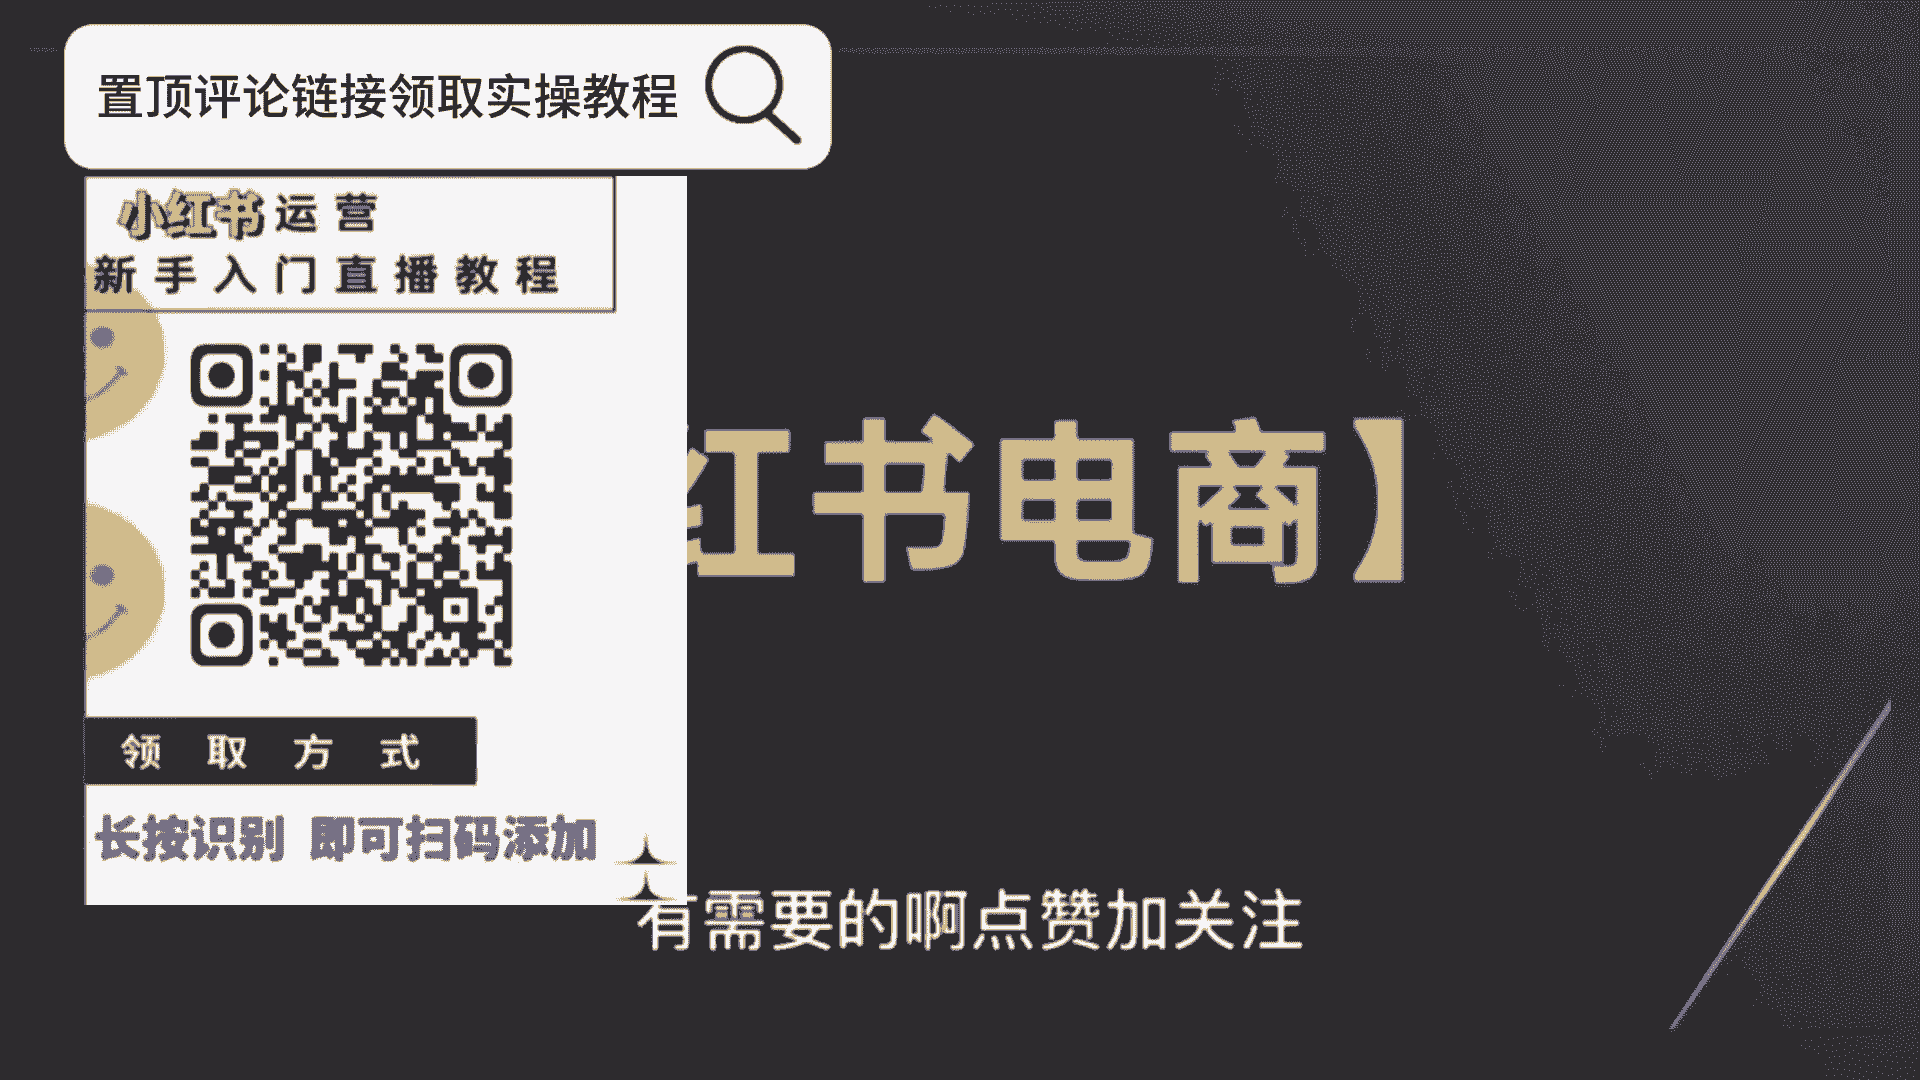 置顶评论链接领取实操教程
小红书运营
新手入门直播教程
红书电商】
领取方式
长按识别 即可扫码添加
有需要的啊点赞加关注